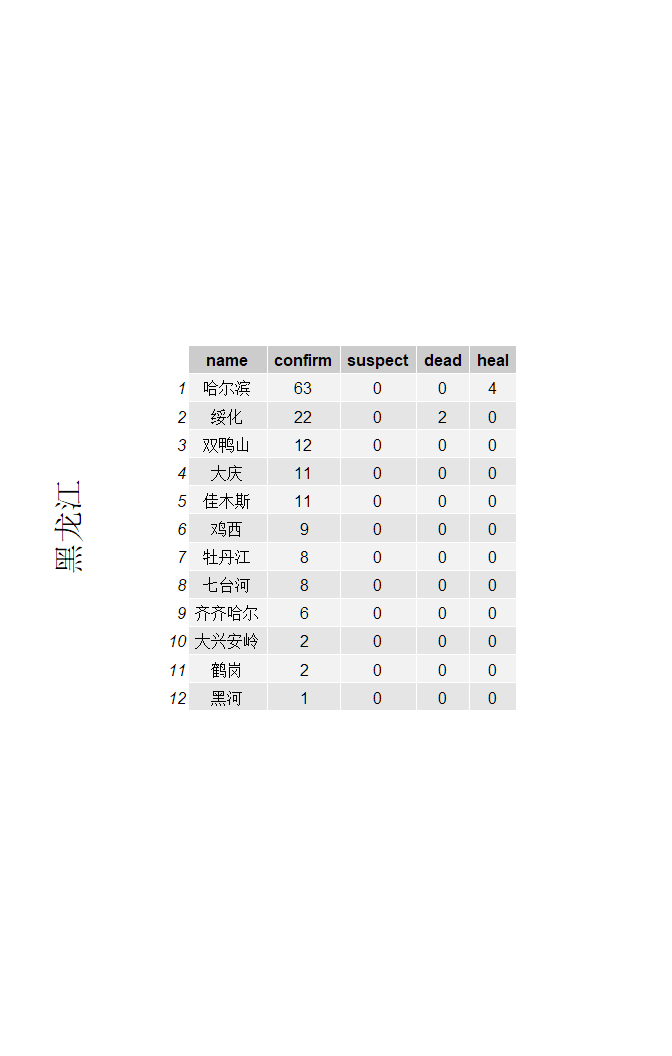 黑龙江
name confirm suspect dead heal
1 哈尔滨 63 0 0 4
2 绥化 22 0 2 0
3 双鸭山 12 0 0 0
4 大庆 11 0 0 0
5 佳木斯 11 0 0 0
6 鸡西 9 0 0 0
7 牡丹江 8 0 0 0
8 七台河 8 0 0 0
9 齐齐哈尔 6 0 0 0
10 大兴安岭 2 0 0 0
11 鹤岗 2 0 0 0
12 黑河 1 0 0 0